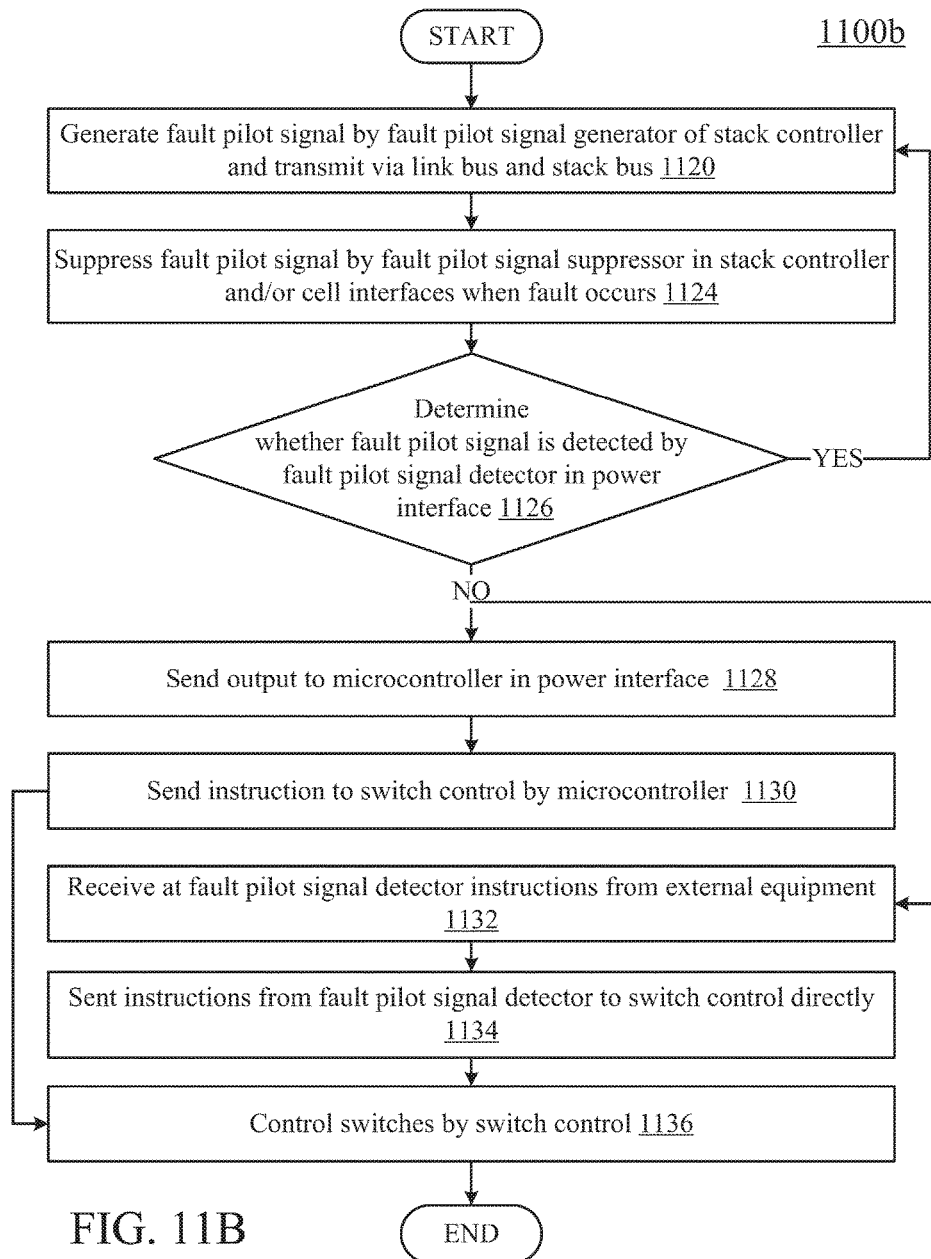 START
1100b
Generate fault pilot signal by fault pilot signal generator of stack controller
and transmit via link bus and stack bus 1120
Suppress fault pilot signal by fault pilot signal suppressor in stack controller
and/or cell interfaces when fault occurs 1124
Determine
whether fault pilot signal is detected by
fault pilot signal detector in power
interface 1126
YES
NO
Send output to microcontroller in power interface 1128
Send instruction to switch control by microcontroller 1130
Receive at fault pilot signal detector instructions from external equipment
1132
Sent instructions from fault pilot signal detector to switch control directly
1134
Control switches by switch control 1136
FIG. 11B
END